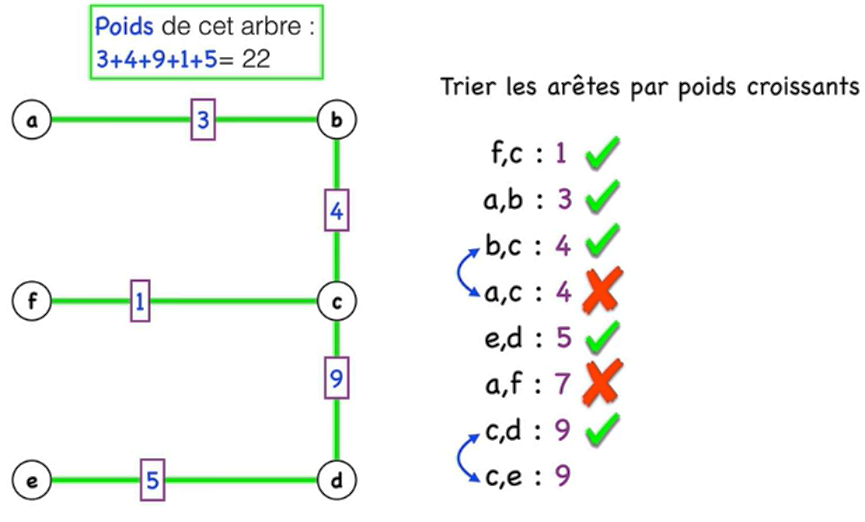 Poids de cet arbre :
3+4+9+1+5= 22
Trier les arêtes par poids croissants
a
3
b
4
f
1
c
9
e
5
d
f,c : 1
a,b : 3
b,c : 4
a,c : 4
e,d : 5
a,f : 7
c,d : 9
c,e : 9